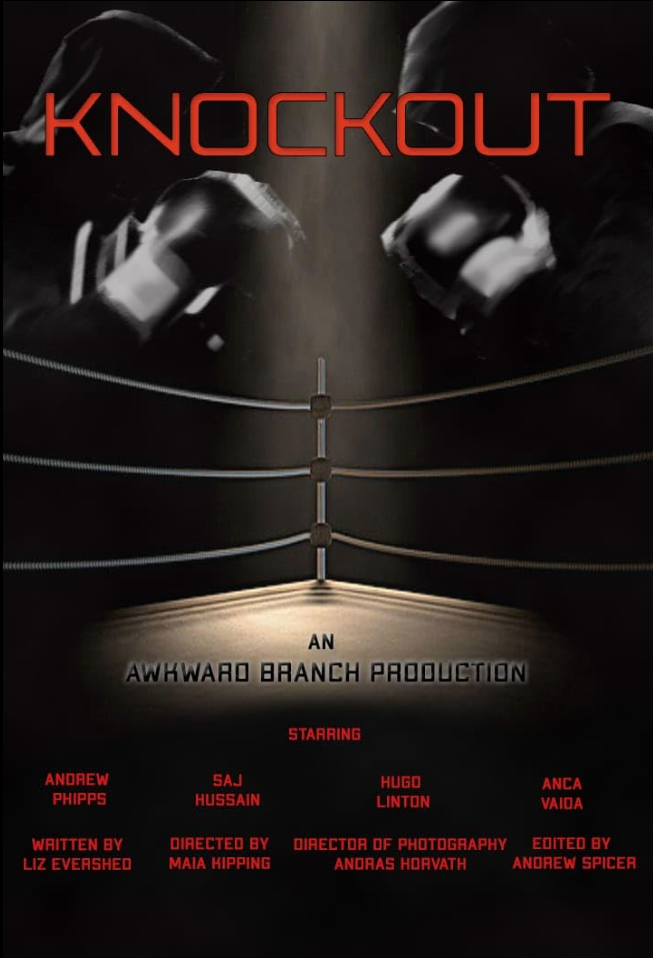 KNOCKOUT
AN
AWKWARD BRANCH PRODUCTION
STARRING
ANDREW
PHIPPS
SAJ
HUSSAIN
HUGO
LINTON
ANCA
VAIDA
WRITTEN BY
LIZ EVERSHED
DIRECTED BY
MAIA KIPPING
DIRECTOR OF PHOTOGRAPHY
ANDRAS HORVATH
EDITED BY
ANDREW SPICER